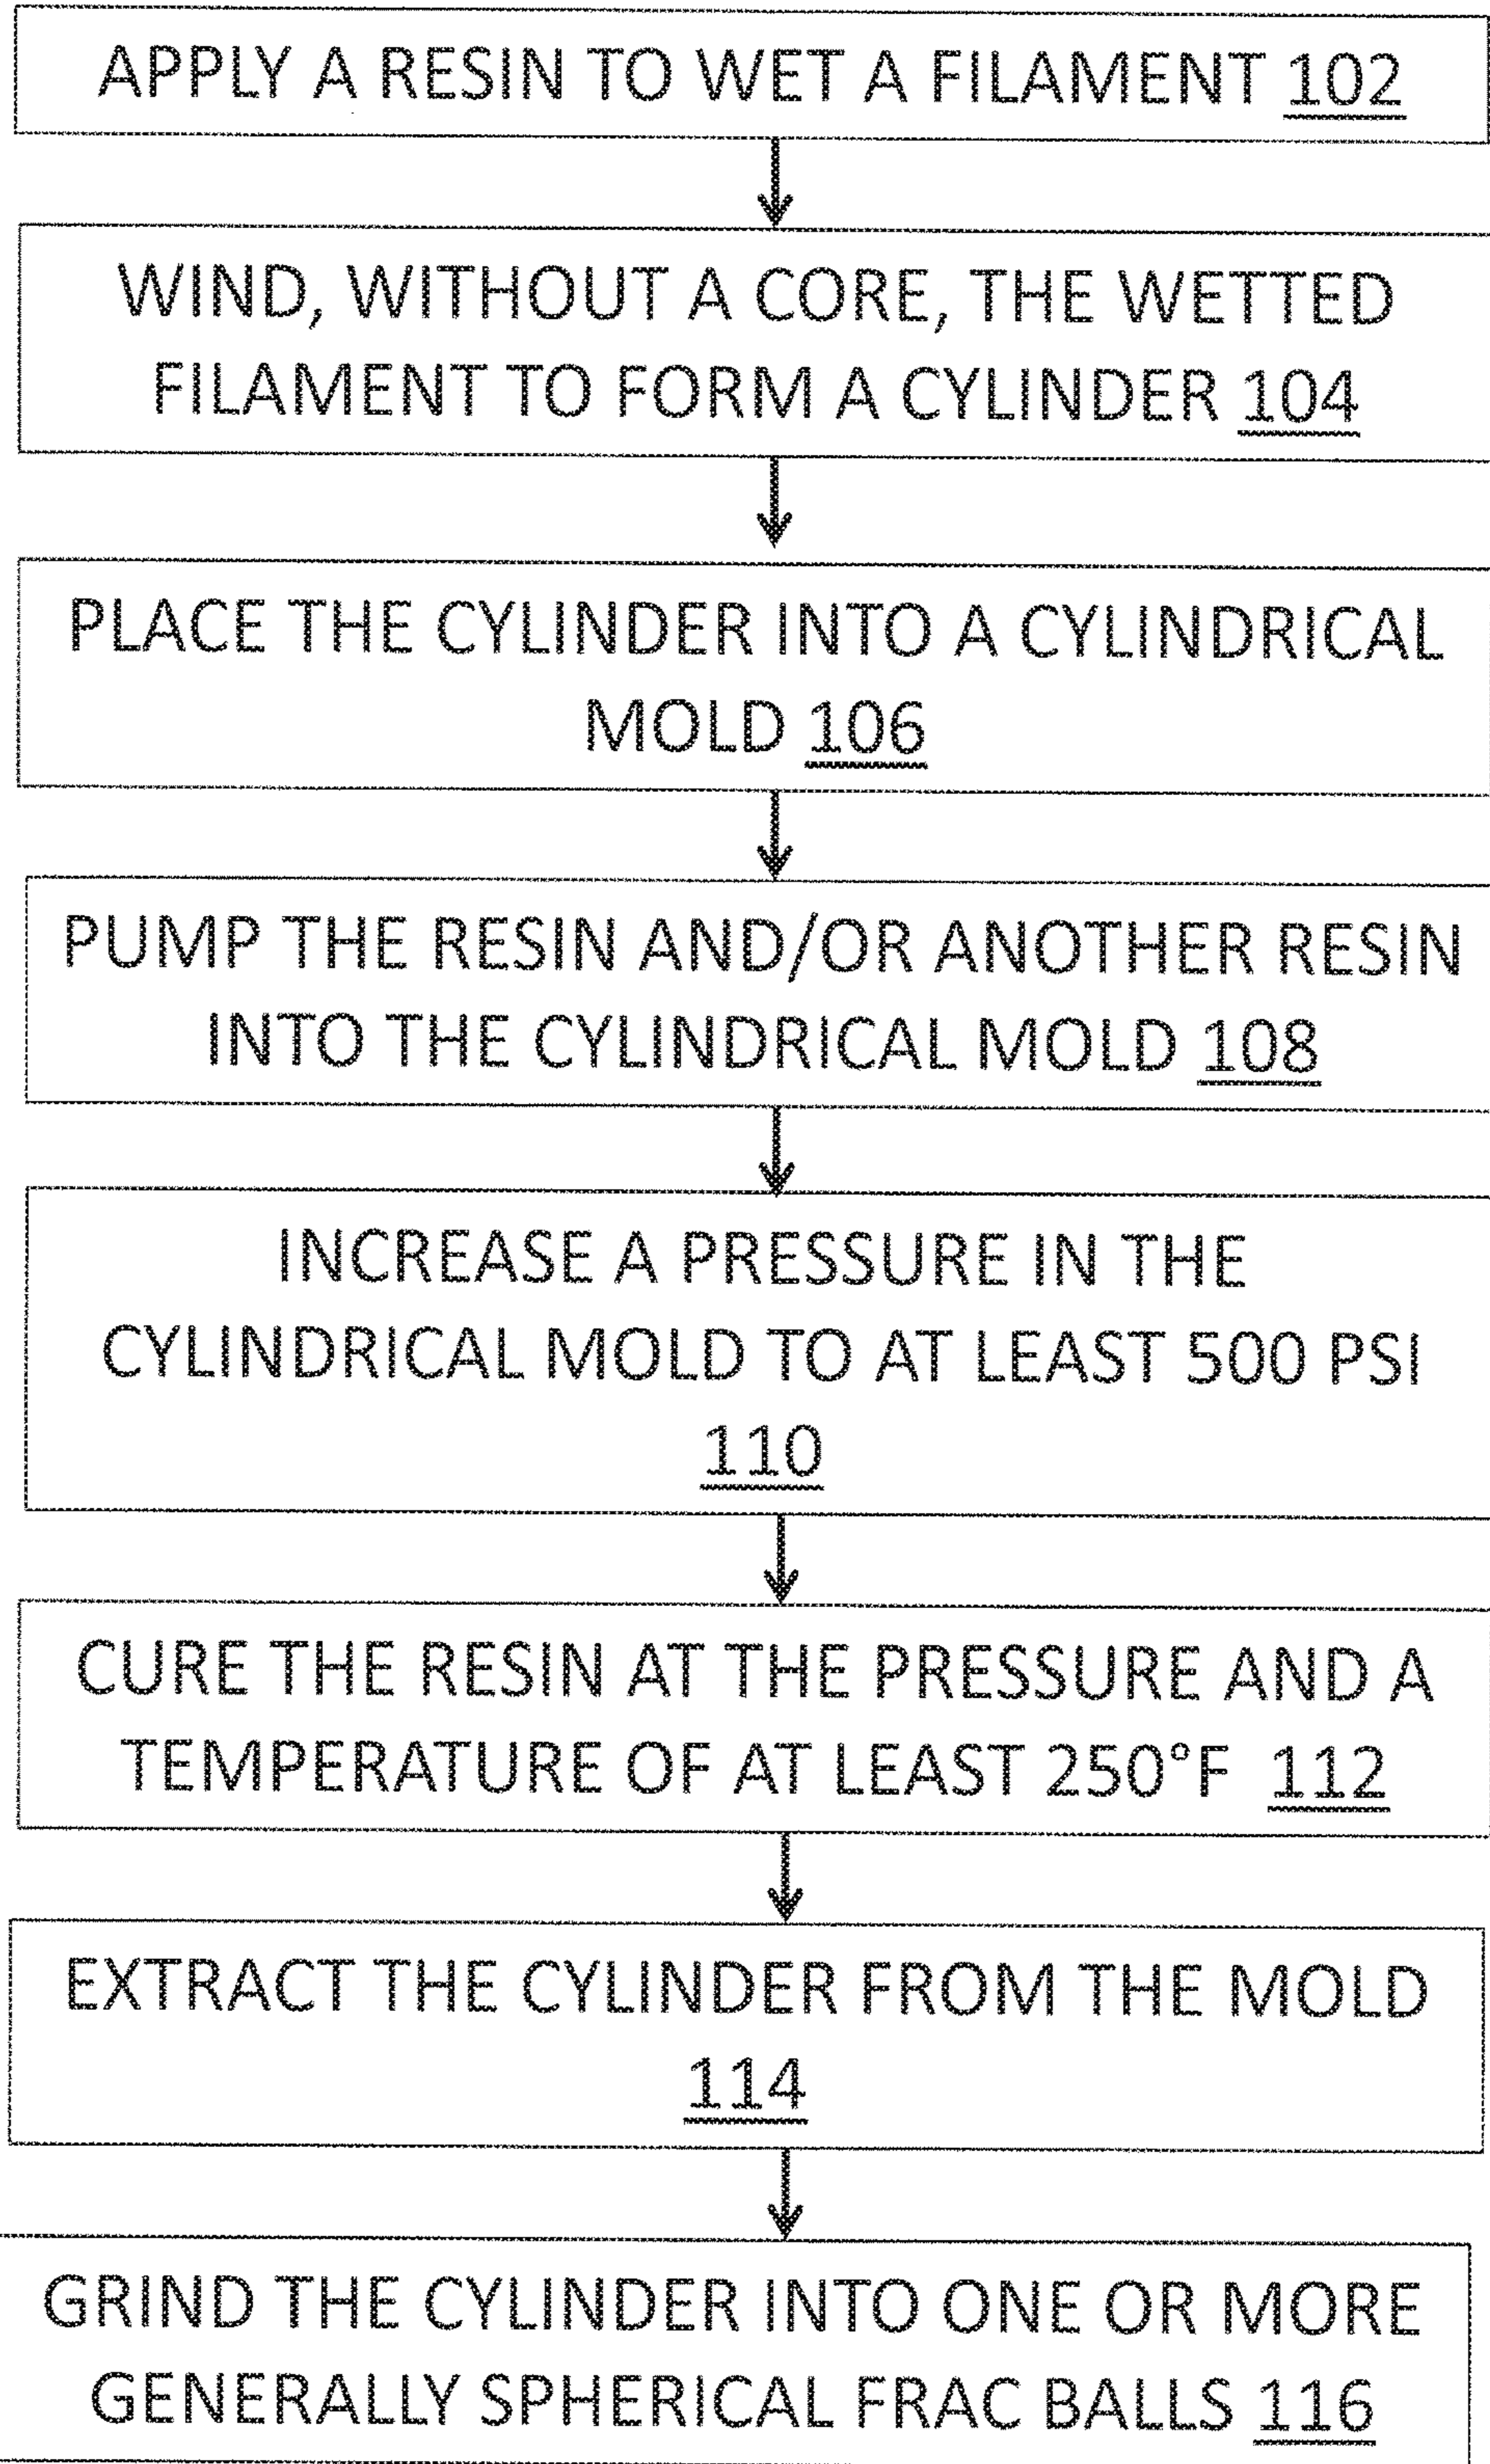 APPLY A RESIN TO WET A FILAMENT 102
WIND, WITHOUT A CORE, THE WETTED
FILAMENT TO FORM A CYLINDER 104
PLACE THE CYLINDER INTO A CYLINDRICAL
MOLD 106
PUMP THE RESIN AND/OR ANOTHER RESIN
INTO THE CYLINDRICAL MOLD 108
INCREASE A PRESSURE IN THE
CYLINDRICAL MOLD TO AT LEAST 500 PSI
110
CURE THE RESIN AT THE PRESSURE AND A
TEMPERATURE OF AT LEAST 250°F 112
EXTRACT THE CYLINDER FROM THE MOLD
114
GRIND THE CYLINDER INTO ONE OR MORE
GENERALLY SPHERICAL FRAC BALLS 116